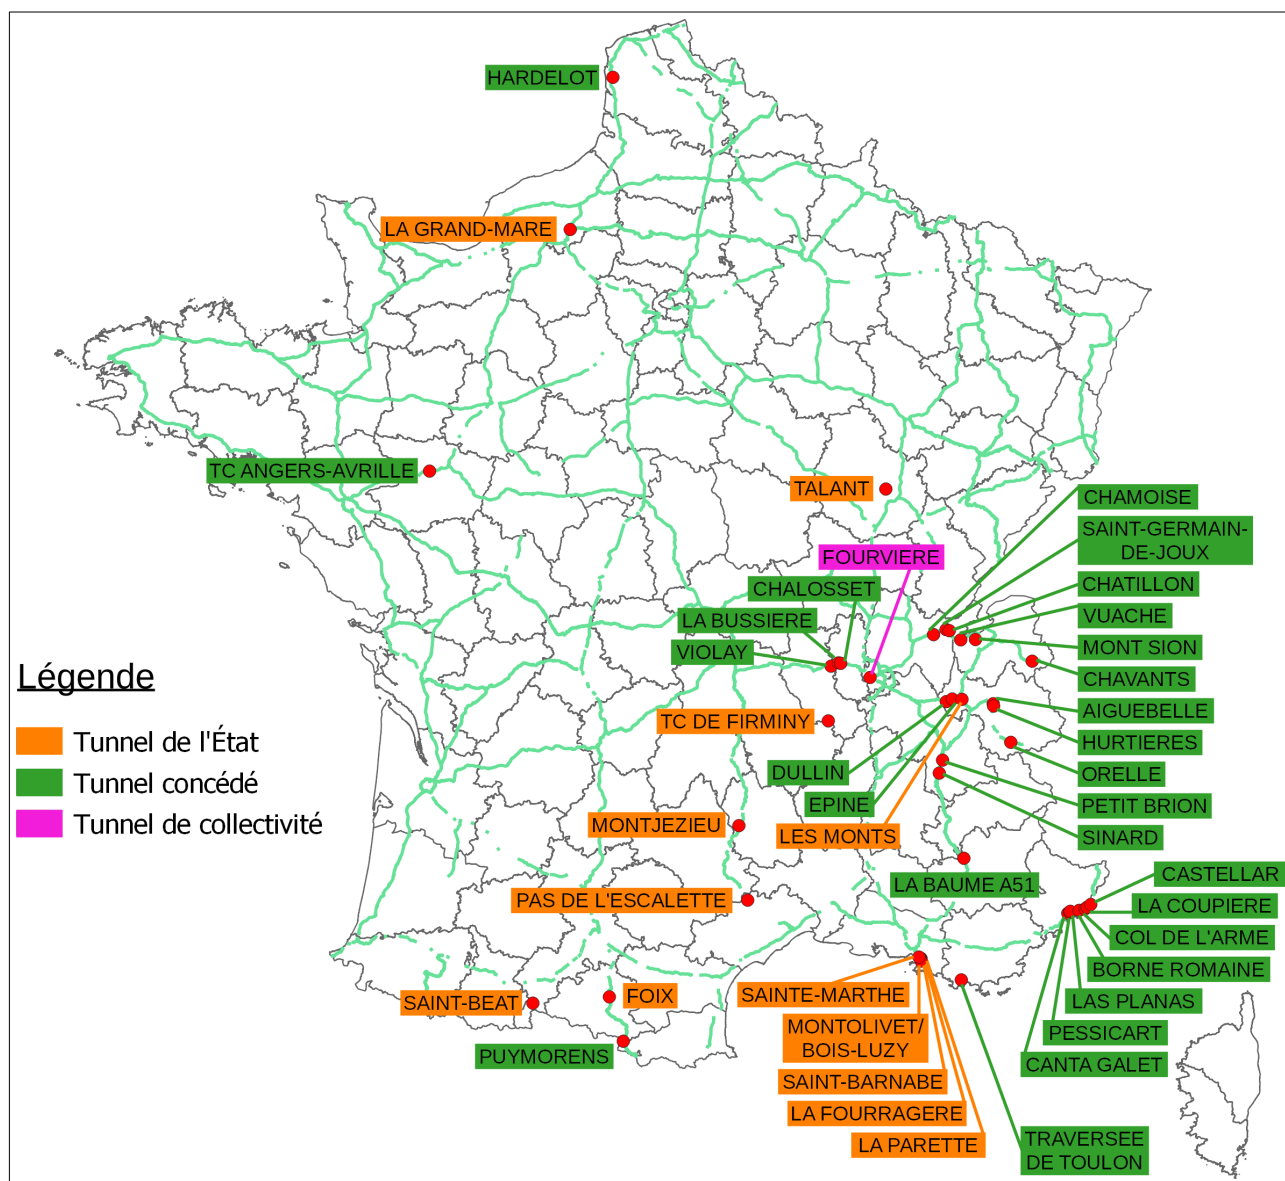 HARDELOT
LA GRAND-MARE
TC ANGERS-AVRILLE
TALANT
CHAMOISE
SAINT-GERMAIN-
DE-JOUX
FOURVIERE
CHATILLON
CHALOSSET
VUACHE
LA BUSSIERE
MONT SION
VIOLAY
CHAVANTS
Légende
AIGUEBELLE
TC DE FIRMINY
Tunnel de l'État
HURTIERES
DULLIN
ORELLE
Tunnel concédé
EPINE
PETIT BRION
Tunnel de collectivité
MONTJEZIEU
LES MONTS
SINARD
LA BAUME A51
CASTELLAR
PAS DE L'ESCALETTE
LA COUPIERE
COL DE L'ARME
BORNE ROMAINE
SAINT-BEAT
FOIX
SAINTE-MARTHE
LAS PLANAS
MONTOLIVET/
BOIS-LUZY
PESSICART
PUYMORENS
CANTA GALET
SAINT-BARNABE
LA FOURRAGERE
LA PARETTE
TRAVERSEE
DE TOULON